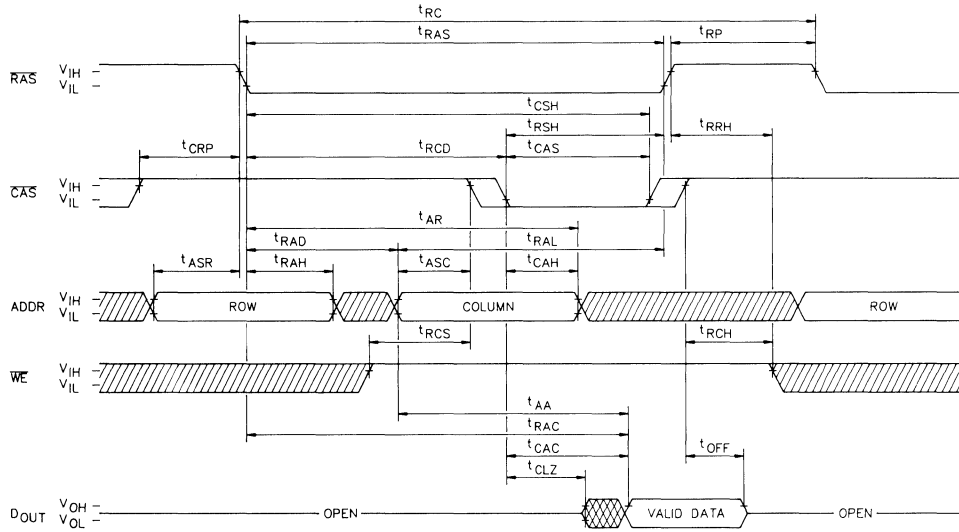 tRC
tRAS tRP
RAS VIH
VIL
tCSH
tRSH tRRH
tCRP tRCD tCAS
CAS VIH
VIL
tAR
tRAD tRAL
tASR tRAH tASC tCAH
ADDR VIH
VIL
ROW COLUMN ROW
tRCS tRCH
WE VIH
VIL
tAA
tRAC
tCAC tOFF
tCLZ
DOUT VOH
VOL
OPEN VALID DATA OPEN